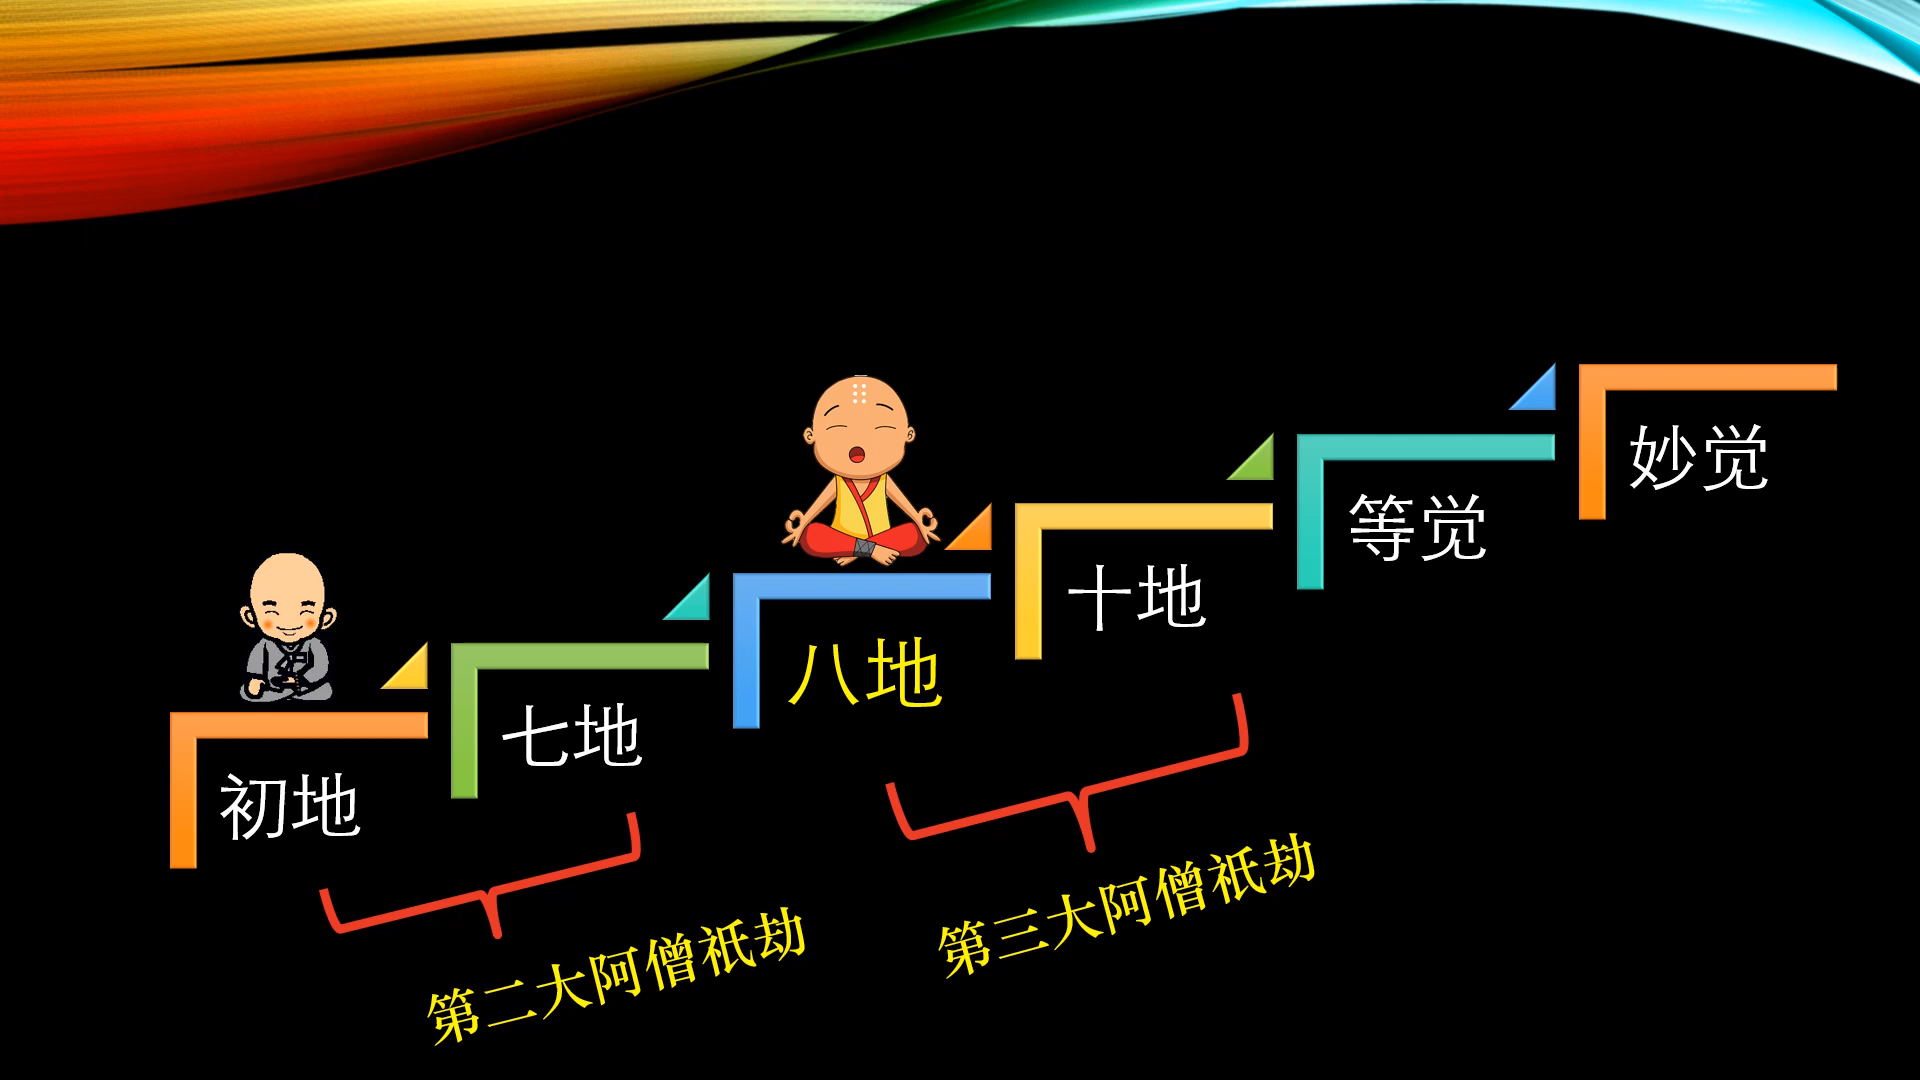 初地
七地
八地
十地
等觉
妙觉
第二大阿僧祇劫
第三大阿僧祇劫